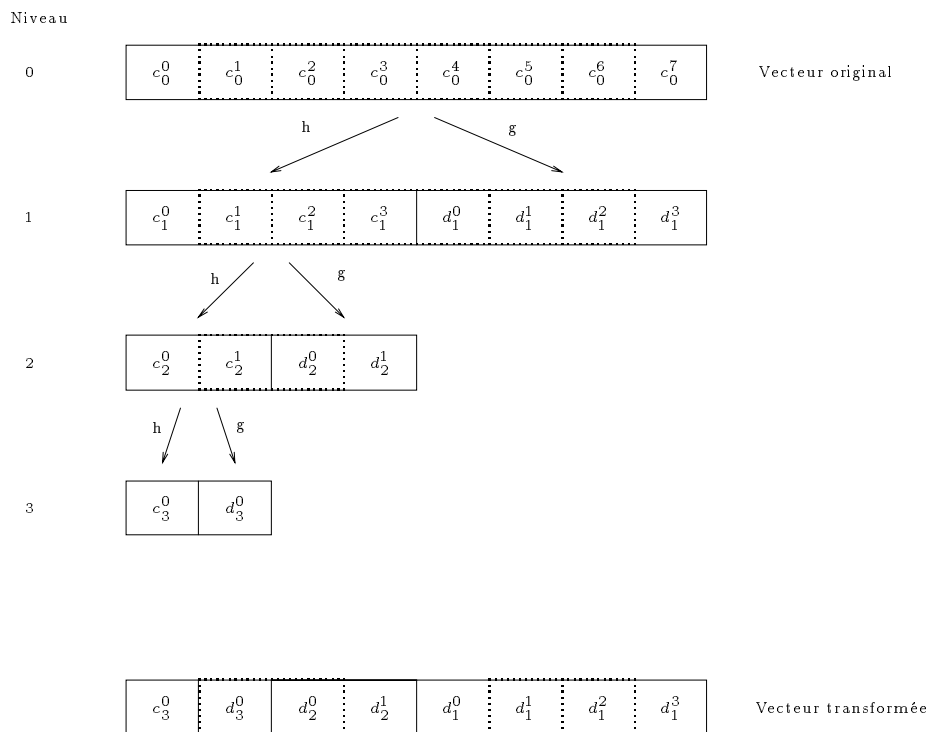 Niveau
0 c_0^0 c_0^1 c_0^2 c_0^3 c_0^4 c_0^5 c_0^6 c_0^7 Vecteur original
h g
1 c_1^0 c_1^1 c_1^2 c_1^3 d_1^0 d_1^1 d_1^2 d_1^3
h g
2 c_2^0 c_2^1 d_2^0 d_2^1
h g
3 c_3^0 d_3^0
c_3^0 d_3^0 d_2^0 d_2^1 d_1^0 d_1^1 d_1^2 d_1^3 Vecteur transformée